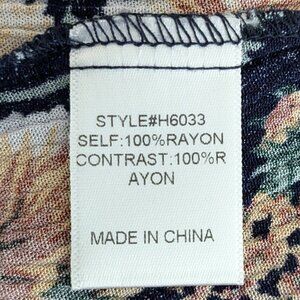 STYLE#H6033
SELF:100%RAYON
CONTRAST:100%R
AYON
MADE IN CHINA